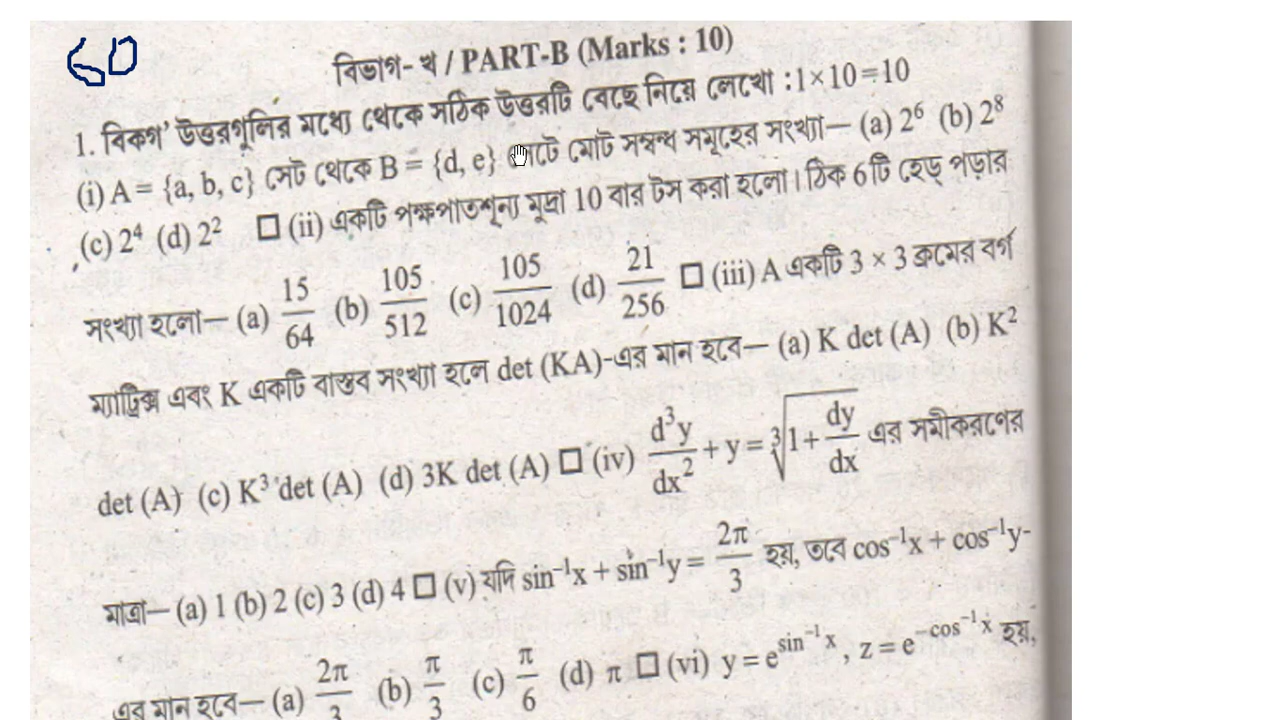 60
বিভাগ- খ / PART-B (Marks : 10)
1. বিকল্প উত্তরগুলির মধ্যে থেকে সঠিক উত্তরটি বেছে নিয়ে লেখো : 1×10=10
(i) A = {a, b, c} সেট থেকে B = {d, e} সেটে মোট সম্বন্ধ সমূহের সংখ্যা— (a) 2⁶ (b) 2⁸
(c) 2⁴ (d) 2² □ (ii) একটি পক্ষপাতশূন্য মুদ্রা 10 বার টস করা হলো। ঠিক 6টি হেড্ পড়ার
সংখ্যা হলো— (a) 15/64 (b) 105/512 (c) 105/1024 (d) 21/256 □ (iii) A একটি 3 × 3 ক্রমের বর্গ
ম্যাট্রিক্স এবং K একটি বাস্তব সংখ্যা হলে det (KA)-এর মান হবে— (a) K det (A) (b) K²
det (A) (c) K³ det (A) (d) 3K det (A) □ (iv) d³y/dx² + y = ∛(1 + dy/dx) এর সমীকরণের
মাত্রা— (a) 1 (b) 2 (c) 3 (d) 4 □ (v) যদি sin⁻¹x + sin⁻¹y = 2π/3 হয়, তবে cos⁻¹x + cos⁻¹y-
এর মান হবে— (a) 2π/3 (b) π/3 (c) π/6 (d) π □ (vi) y = e^sin⁻¹x , z = e^−cos⁻¹x হয়,